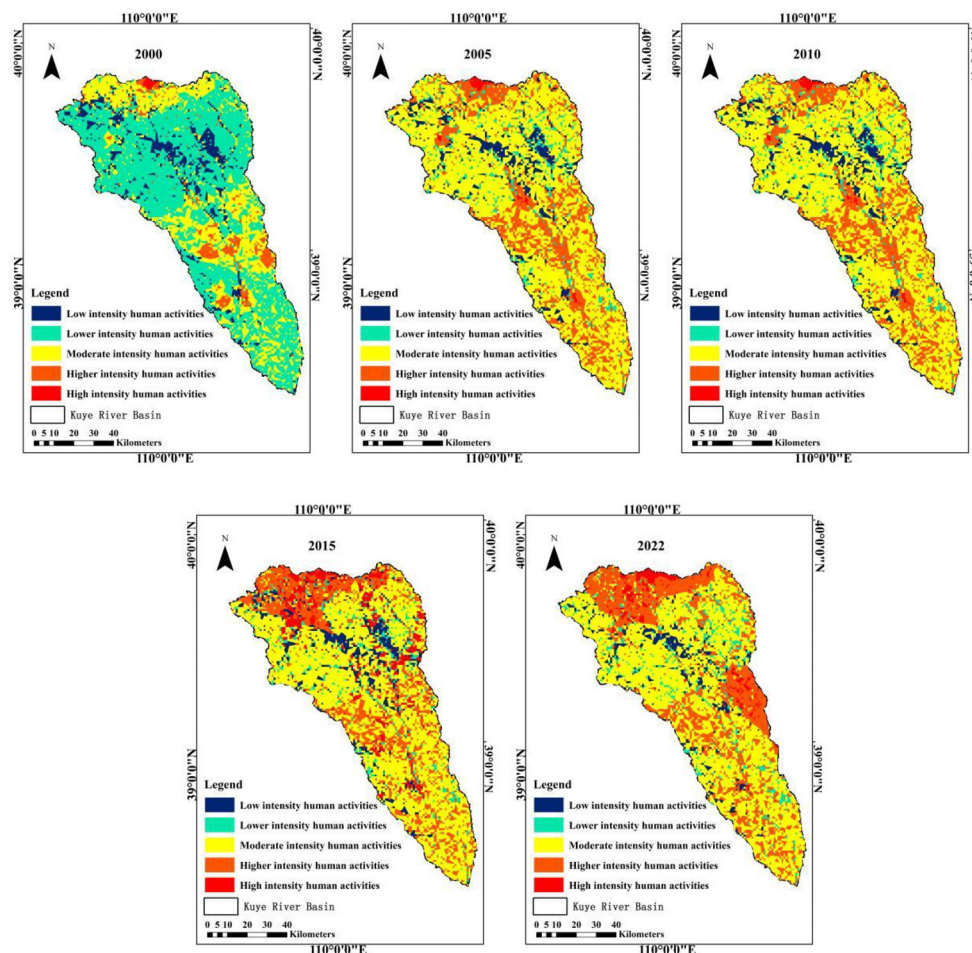 110°0'0"E
110°0'0"E
110°0'0"E
40°0'0"N
N
2000
40°0'0"N
40°0'0"N
N
2005
40°0'0"N
40°0'0"N
N
2010
39°0'0"N
39°0'0"N
39°0'0"N
39°0'0"N
39°0'0"N
Legend
Low intensity human activities
Lower intensity human activities
Moderate intensity human activities
Higher intensity human activities
High intensity human activities
Kuye River Basin
0 5 10 20 30 40
Kilometers
110°0'0"E
Legend
Low intensity human activities
Lower intensity human activities
Moderate intensity human activities
Higher intensity human activities
High intensity human activities
Kuye River Basin
0 5 10 20 30 40
Kilometers
110°0'0"E
Legend
Low intensity human activities
Lower intensity human activities
Moderate intensity human activities
Higher intensity human activities
High intensity human activities
Kuye River Basin
0 5 10 20 30 40
Kilometers
110°0'0"E
110°0'0"E
110°0'0"E
40°0'0"N
N
2015
40°0'0"N
40°0'0"N
N
2022
40°0'0"N
39°0'0"N
39°0'0"N
39°0'0"N
39°0'0"N
Legend
Low intensity human activities
Lower intensity human activities
Moderate intensity human activities
Higher intensity human activities
High intensity human activities
Kuye River Basin
0 5 10 20 30 40
Kilometers
110°0'0"E
Legend
Low intensity human activities
Lower intensity human activities
Moderate intensity human activities
Higher intensity human activities
High intensity human activities
Kuye River Basin
0 5 10 20 30 40
Kilometers
110°0'0"E